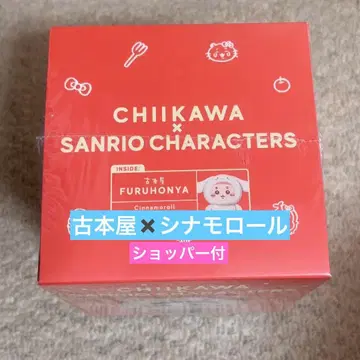 CHIIKAWA
×
SANRIO CHARACTERS
INSIDE:
古本屋
FURUHONYA
Cinnamoroll
古本屋✖シナモロール
ショッパー付